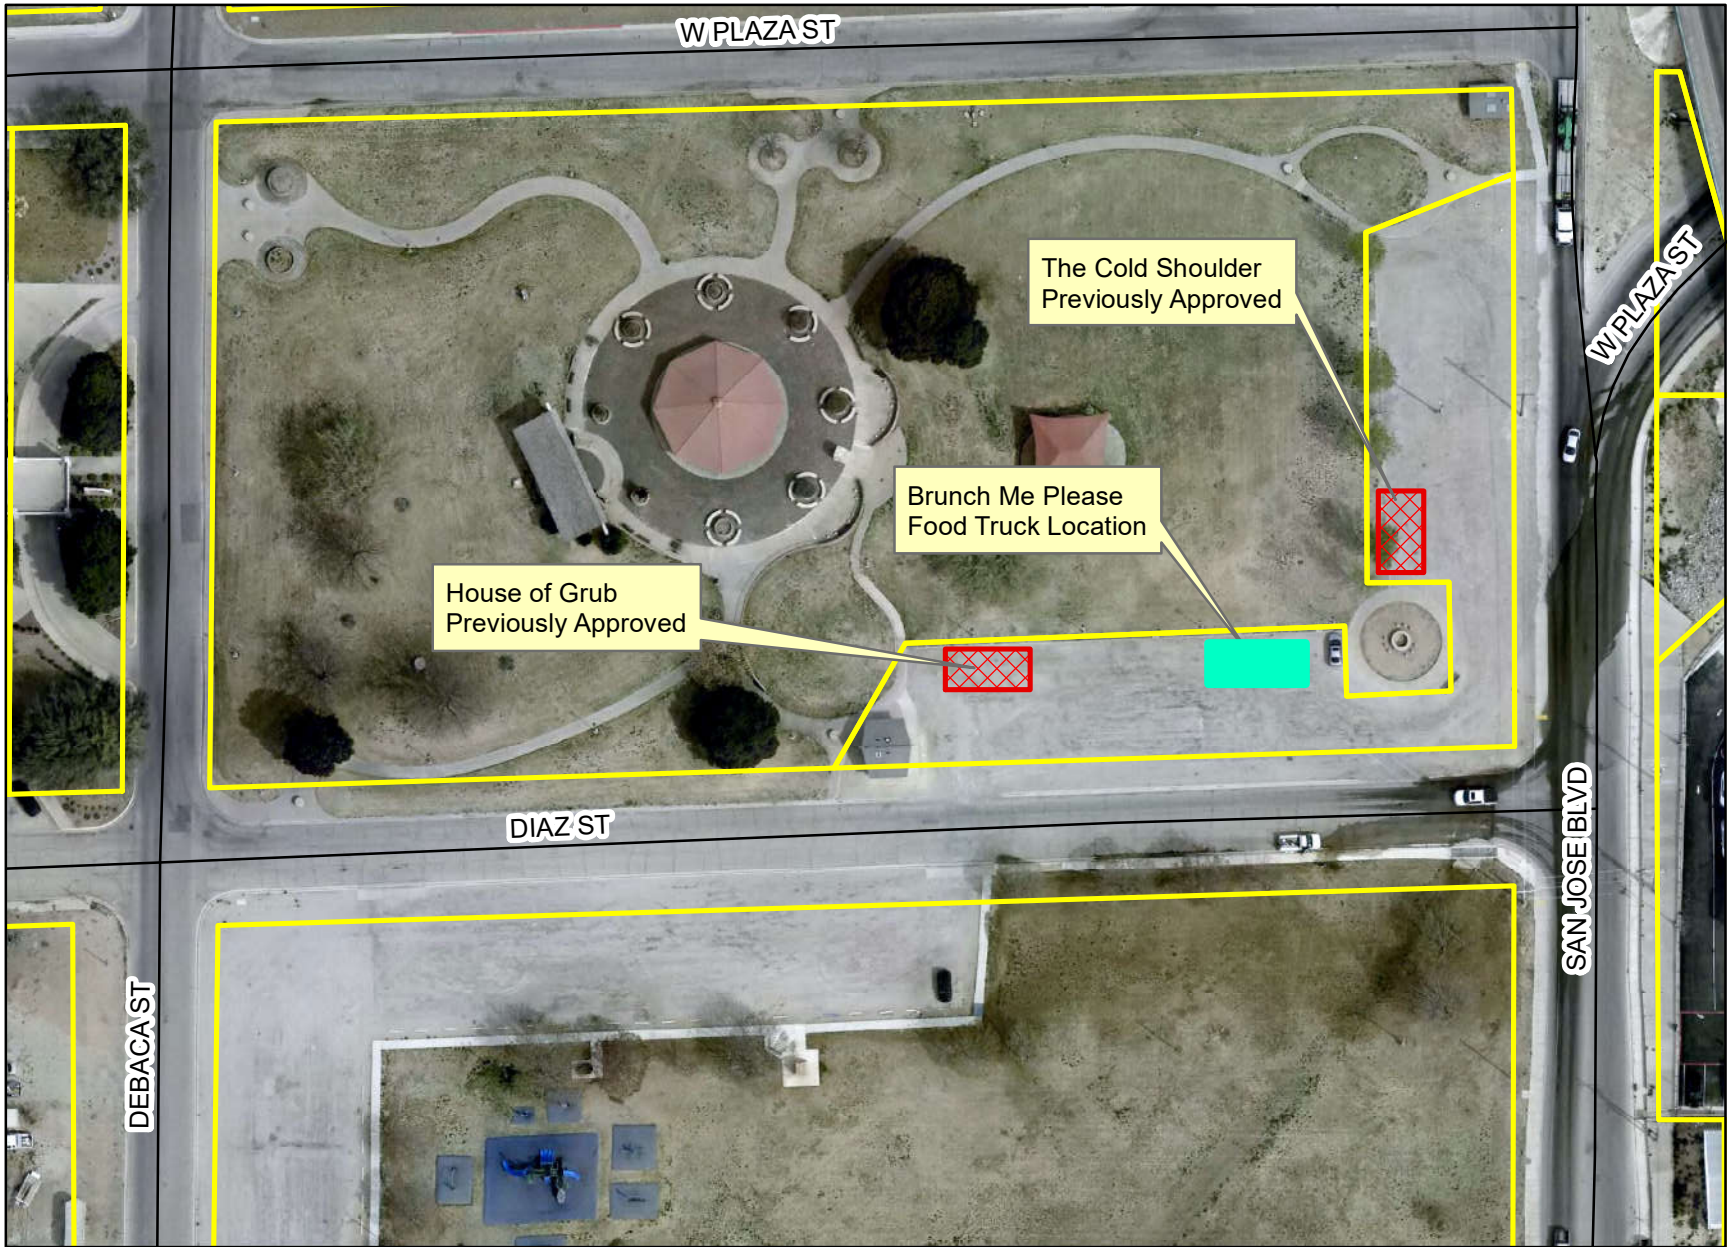 W PLAZA ST
The Cold Shoulder
Previously Approved
W PLAZA ST
Brunch Me Please
Food Truck Location
House of Grub
Previously Approved
DIAZ ST
SAN JOSE BLVD
DEBACA ST